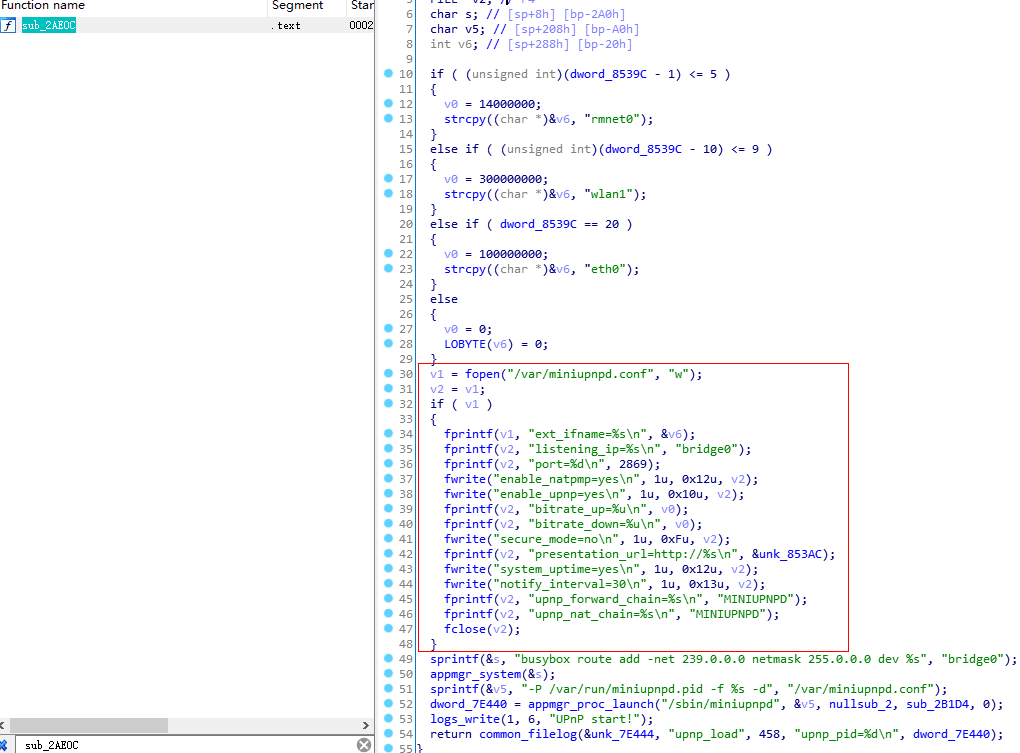 Function name Segment Star
f sub_2AE0C .text 0002
6 char s; // [sp+8h] [bp-2A0h]
7 char v5; // [sp+208h] [bp-A0h]
8 int v6; // [sp+288h] [bp-20h]
9
10 if ( (unsigned int)(dword_8539C - 1) <= 5 )
11 {
12 v0 = 14000000;
13 strcpy((char *)&v6, "rmnet0");
14 }
15 else if ( (unsigned int)(dword_8539C - 10) <= 9 )
16 {
17 v0 = 300000000;
18 strcpy((char *)&v6, "wlan1");
19 }
20 else if ( dword_8539C == 20 )
21 {
22 v0 = 100000000;
23 strcpy((char *)&v6, "eth0");
24 }
25 else
26 {
27 v0 = 0;
28 LOBYTE(v6) = 0;
29 }
30 v1 = fopen("/var/miniupnpd.conf", "w");
31 v2 = v1;
32 if ( v1 )
33 {
34 fprintf(v1, "ext_ifname=%s\n", &v6);
35 fprintf(v2, "listening_ip=%s\n", "bridge0");
36 fprintf(v2, "port=%d\n", 2869);
37 fwrite("enable_natpmp=yes\n", 1u, 0x12u, v2);
38 fwrite("enable_upnp=yes\n", 1u, 0x10u, v2);
39 fprintf(v2, "bitrate_up=%u\n", v0);
40 fprintf(v2, "bitrate_down=%u\n", v0);
41 fwrite("secure_mode=no\n", 1u, 0xFu, v2);
42 fprintf(v2, "presentation_url=http://%s\n", &unk_853AC);
43 fwrite("system_uptime=yes\n", 1u, 0x12u, v2);
44 fwrite("notify_interval=30\n", 1u, 0x13u, v2);
45 fprintf(v2, "upnp_forward_chain=%s\n", "MINIUPNPD");
46 fprintf(v2, "upnp_nat_chain=%s\n", "MINIUPNPD");
47 fclose(v2);
48 }
49 sprintf(&s, "busybox route add -net 239.0.0.0 netmask 255.0.0.0 dev %s", "bridge0");
50 appmgr_system(&s);
51 sprintf(&v5, "-P /var/run/miniupnpd.pid -f %s -d", "/var/miniupnpd.conf");
52 dword_7E440 = appmgr_proc_launch("/sbin/miniupnpd", &v5, nullsub_2, sub_2B1D4, 0);
53 logs_write(1, 6, "UPnP start!");
54 return common_filelog(&unk_7E444, "upnp_load", 458, "upnp_pid=%d\n", dword_7E440);
55 }
sub_2AE0C